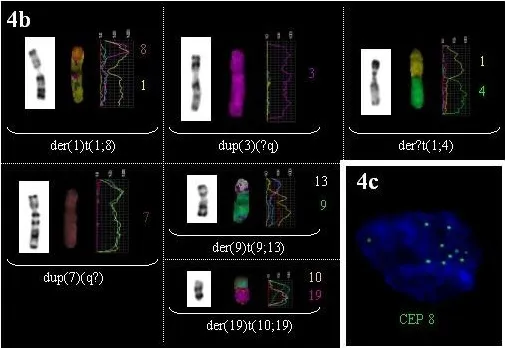 4b
8
1
der(1)t(1;8)
3
dup(3)(?q)
1
4
der?t(1;4)
7
dup(7)(q?)
13
9
der(9)t(9;13)
10
19
der(19)t(10;19)
4c
CEP 8